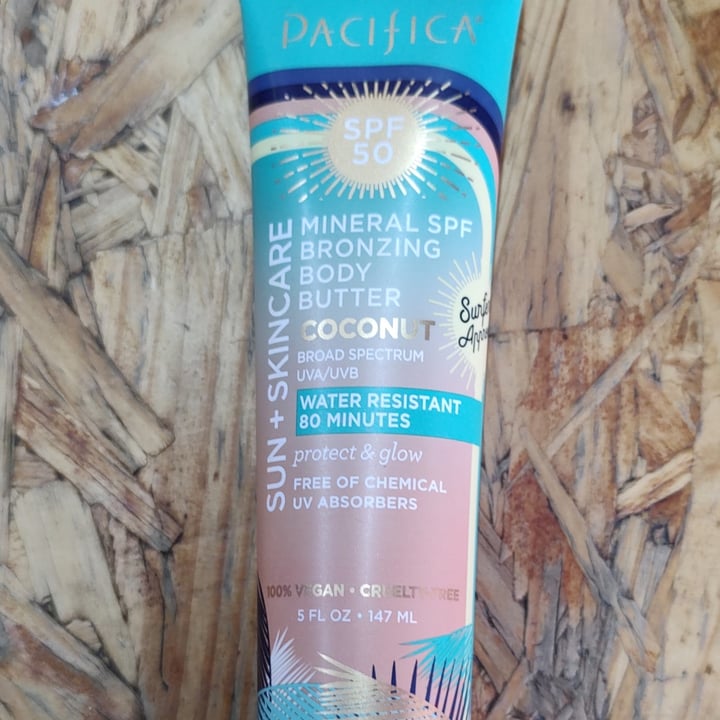 PACIFICA
SPF
50
SUN + SKINCARE
MINERAL SPF
BRONZING
BODY
BUTTER
COCONUT
BROAD SPECTRUM
UVA/UVB
WATER RESISTANT
80 MINUTES
protect & glow
FREE OF CHEMICAL
UV ABSORBERS
100% VEGAN • CRUELTY-FREE
5 FL OZ • 147 ML